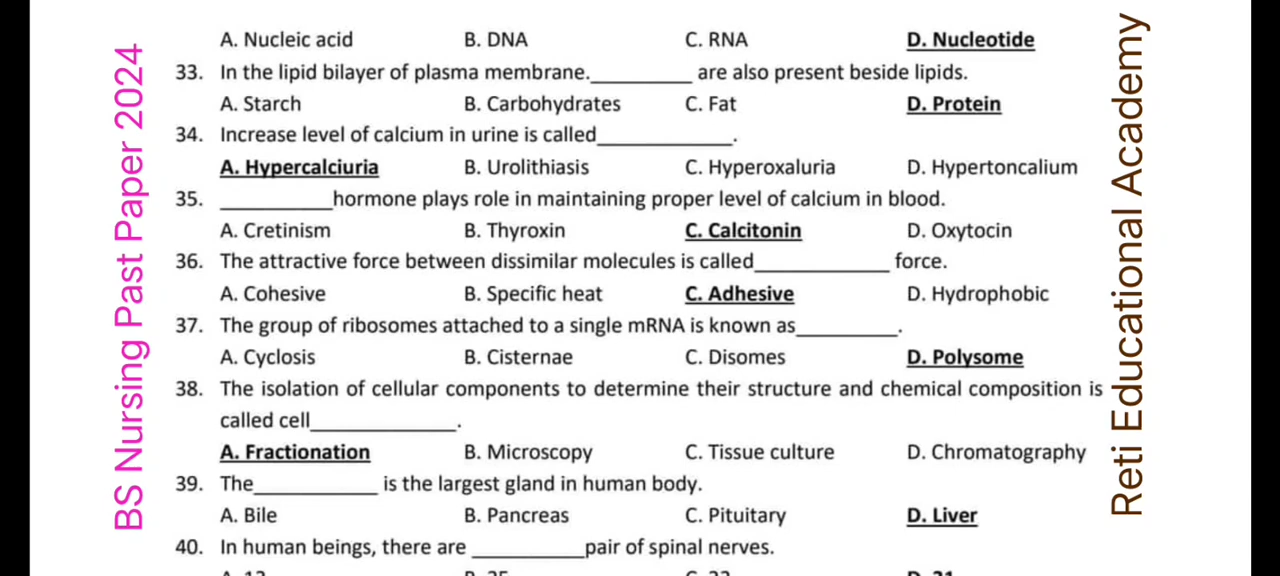 A. Nucleic acid B. DNA C. RNA D. Nucleotide
33. In the lipid bilayer of plasma membrane.__________ are also present beside lipids.
A. Starch B. Carbohydrates C. Fat D. Protein
34. Increase level of calcium in urine is called______________.
A. Hypercalciuria B. Urolithiasis C. Hyperoxaluria D. Hypertoncalium
35. ___________hormone plays role in maintaining proper level of calcium in blood.
A. Cretinism B. Thyroxin C. Calcitonin D. Oxytocin
36. The attractive force between dissimilar molecules is called_____________ force.
A. Cohesive B. Specific heat C. Adhesive D. Hydrophobic
37. The group of ribosomes attached to a single mRNA is known as__________.
A. Cyclosis B. Cisternae C. Disomes D. Polysome
38. The isolation of cellular components to determine their structure and chemical composition is
called cell______________.
A. Fractionation B. Microscopy C. Tissue culture D. Chromatography
39. The____________ is the largest gland in human body.
A. Bile B. Pancreas C. Pituitary D. Liver
40. In human beings, there are ___________pair of spinal nerves.
BS Nursing Past Paper 2024
Reti Educational Academy